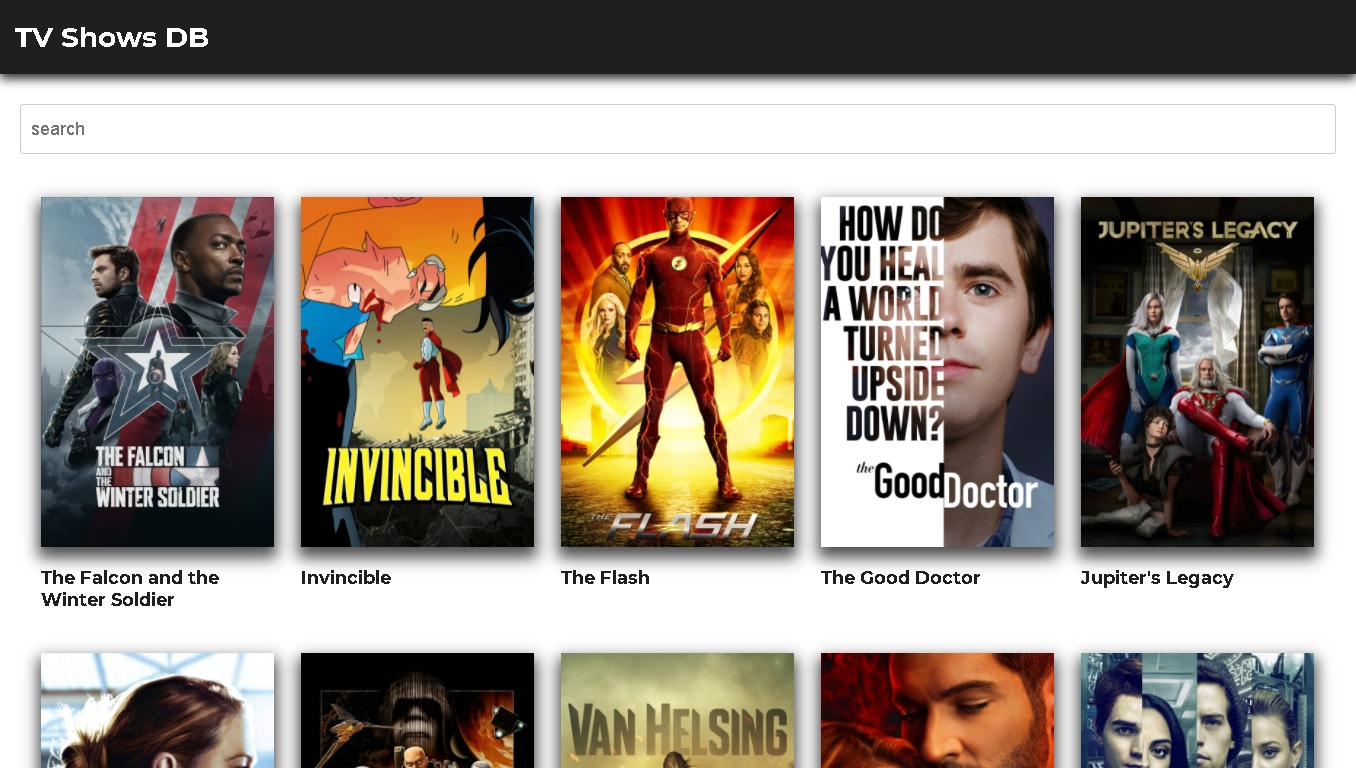 TV Shows DB
search
THE FALCON
AND THE
WINTER SOLDIER
INVINCIBLE
THE
FLASH
HOW DO
YOU HEAL
A WORLD
TURNED
UPSIDE
DOWN?
the Good Doctor
JUPITER'S LEGACY
The Falcon and the
Winter Soldier
Invincible
The Flash
The Good Doctor
Jupiter's Legacy
VAN HELSING